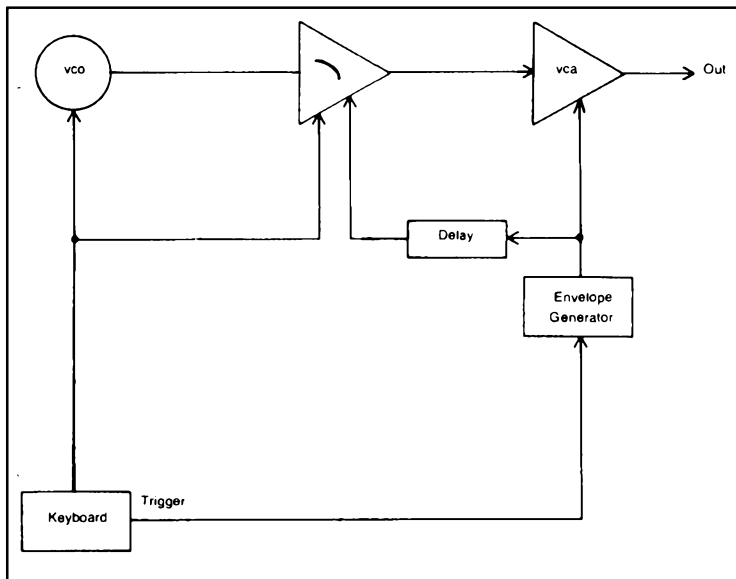 vco
vca
Out
Delay
Envelope
Generator
Trigger
Keyboard